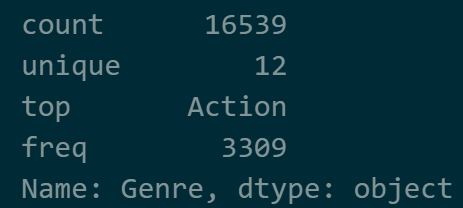 count 16539
unique 12
top Action
freq 3309
Name: Genre, dtype: object